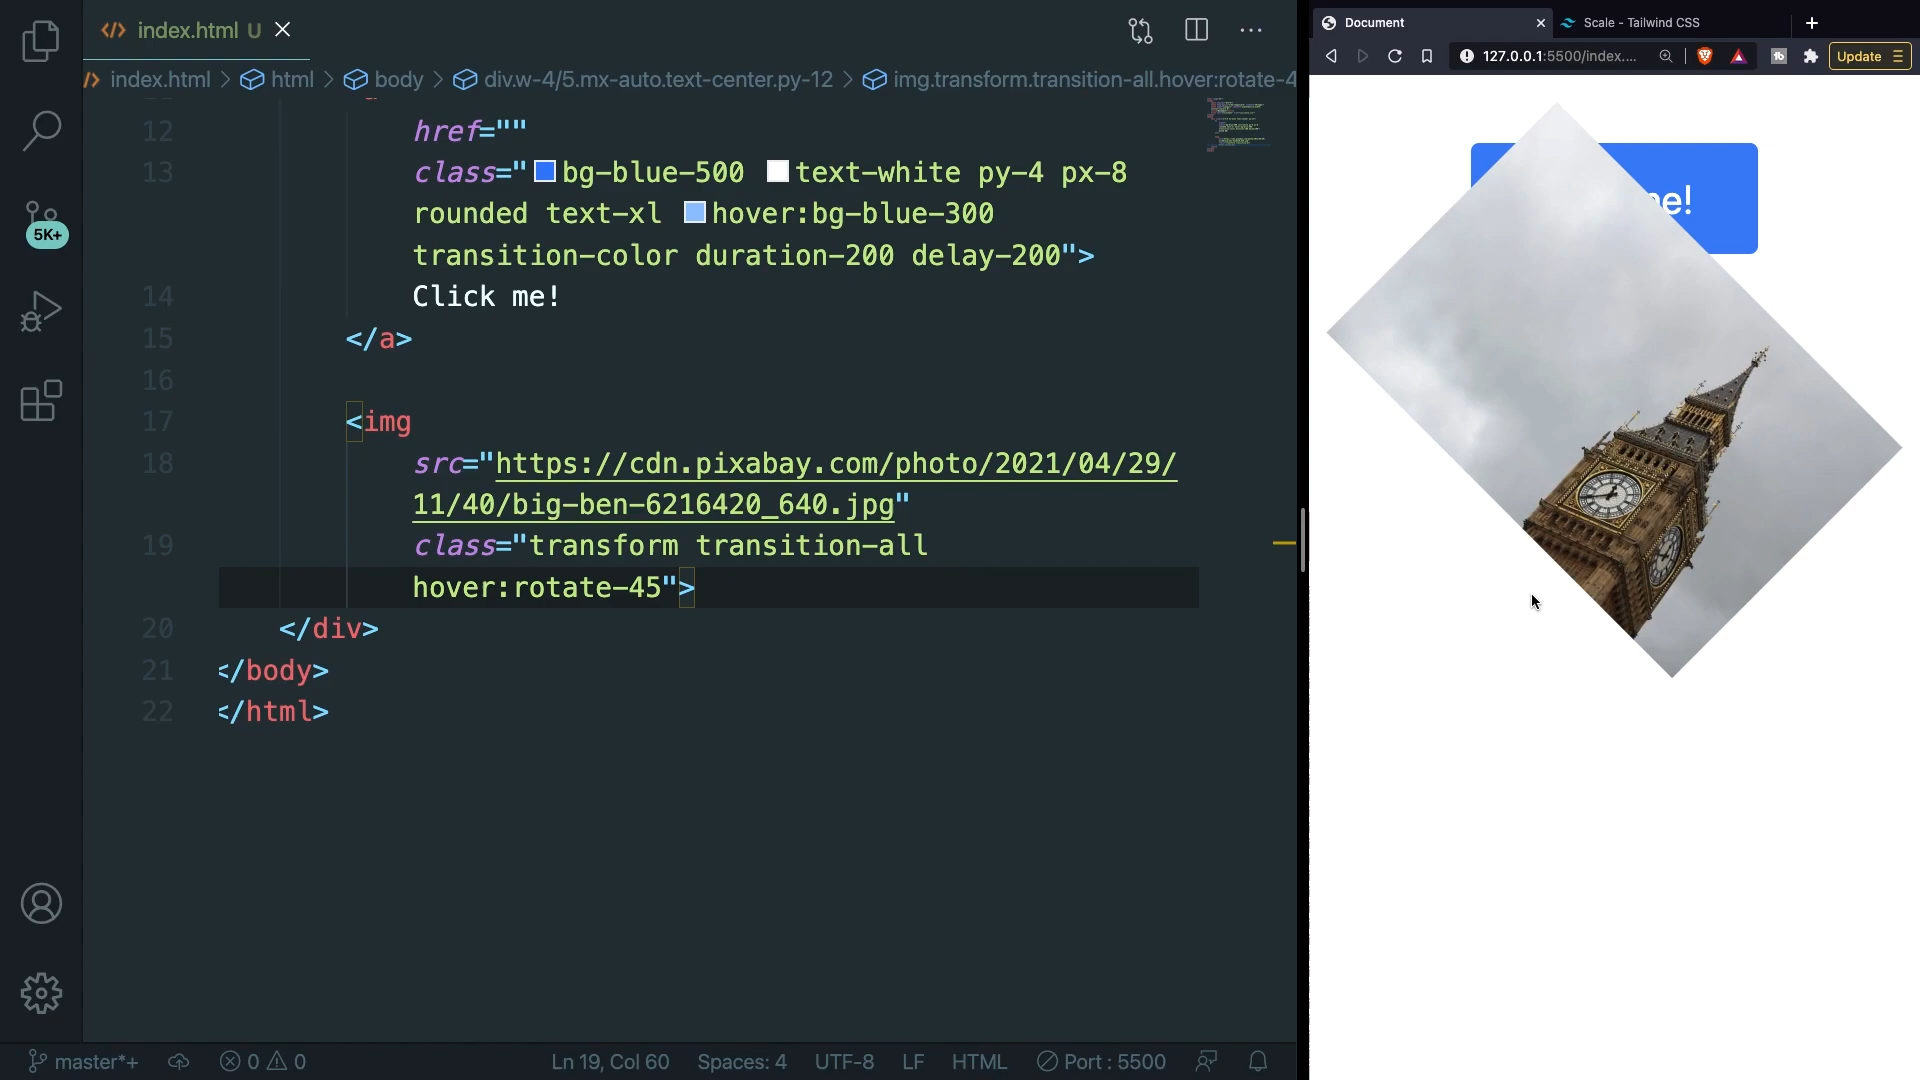 index.html U
index.html > html > body > div.w-4/5.mx-auto.text-center.py-12 > img.transform.transition-all.hover:rotate-4
12 href=""
13 class="bg-blue-500 text-white py-4 px-8
rounded text-xl hover:bg-blue-300
transition-color duration-200 delay-200">
14 Click me!
15 </a>
16
17 <img
18 src="https://cdn.pixabay.com/photo/2021/04/29/
11/40/big-ben-6216420_640.jpg"
19 class="transform transition-all
hover:rotate-45">
20 </div>
21 </body>
22 </html>
5K+
master*+ 0 0 Ln 19, Col 60 Spaces: 4 UTF-8 LF HTML Port : 5500
Document Scale - Tailwind CSS
127.0.0.1:5500/index.... Update
e!